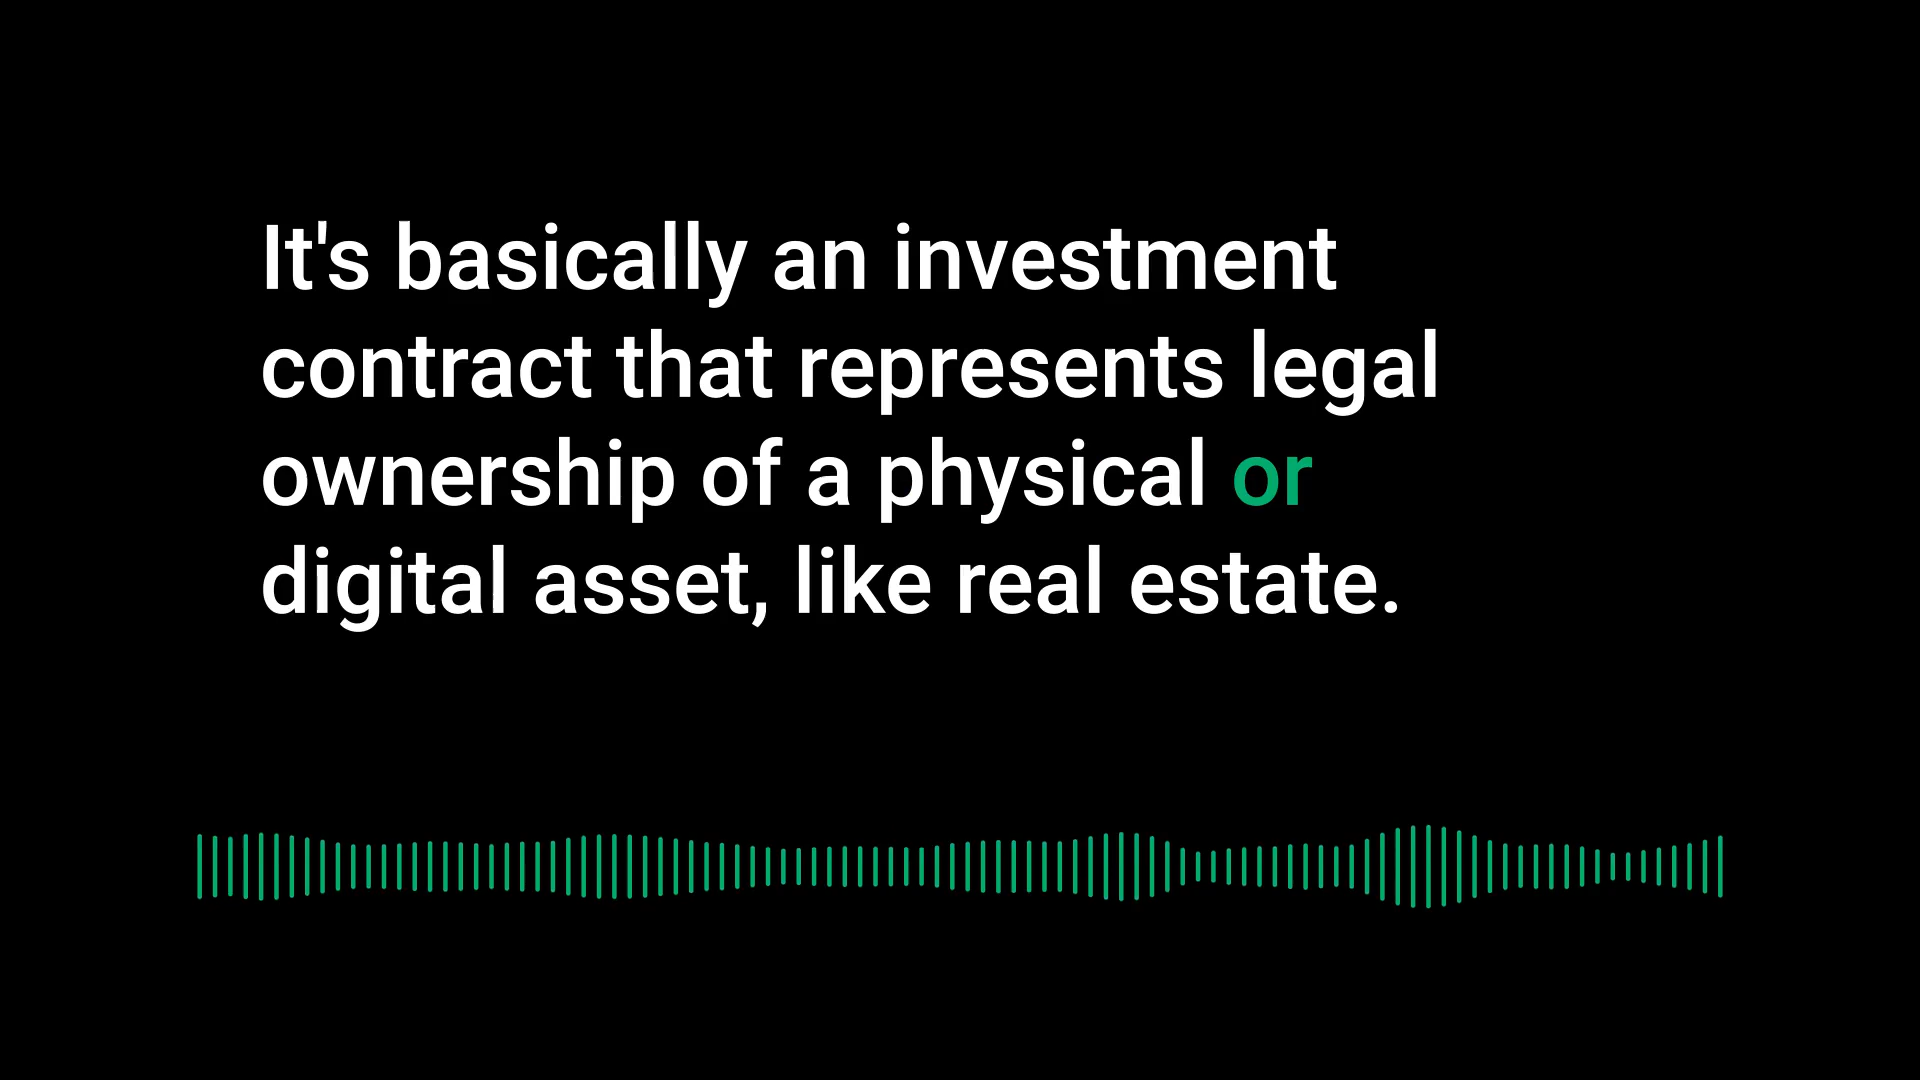 It's basically an investment
contract that represents legal
ownership of a physical or
digital asset, like real estate.